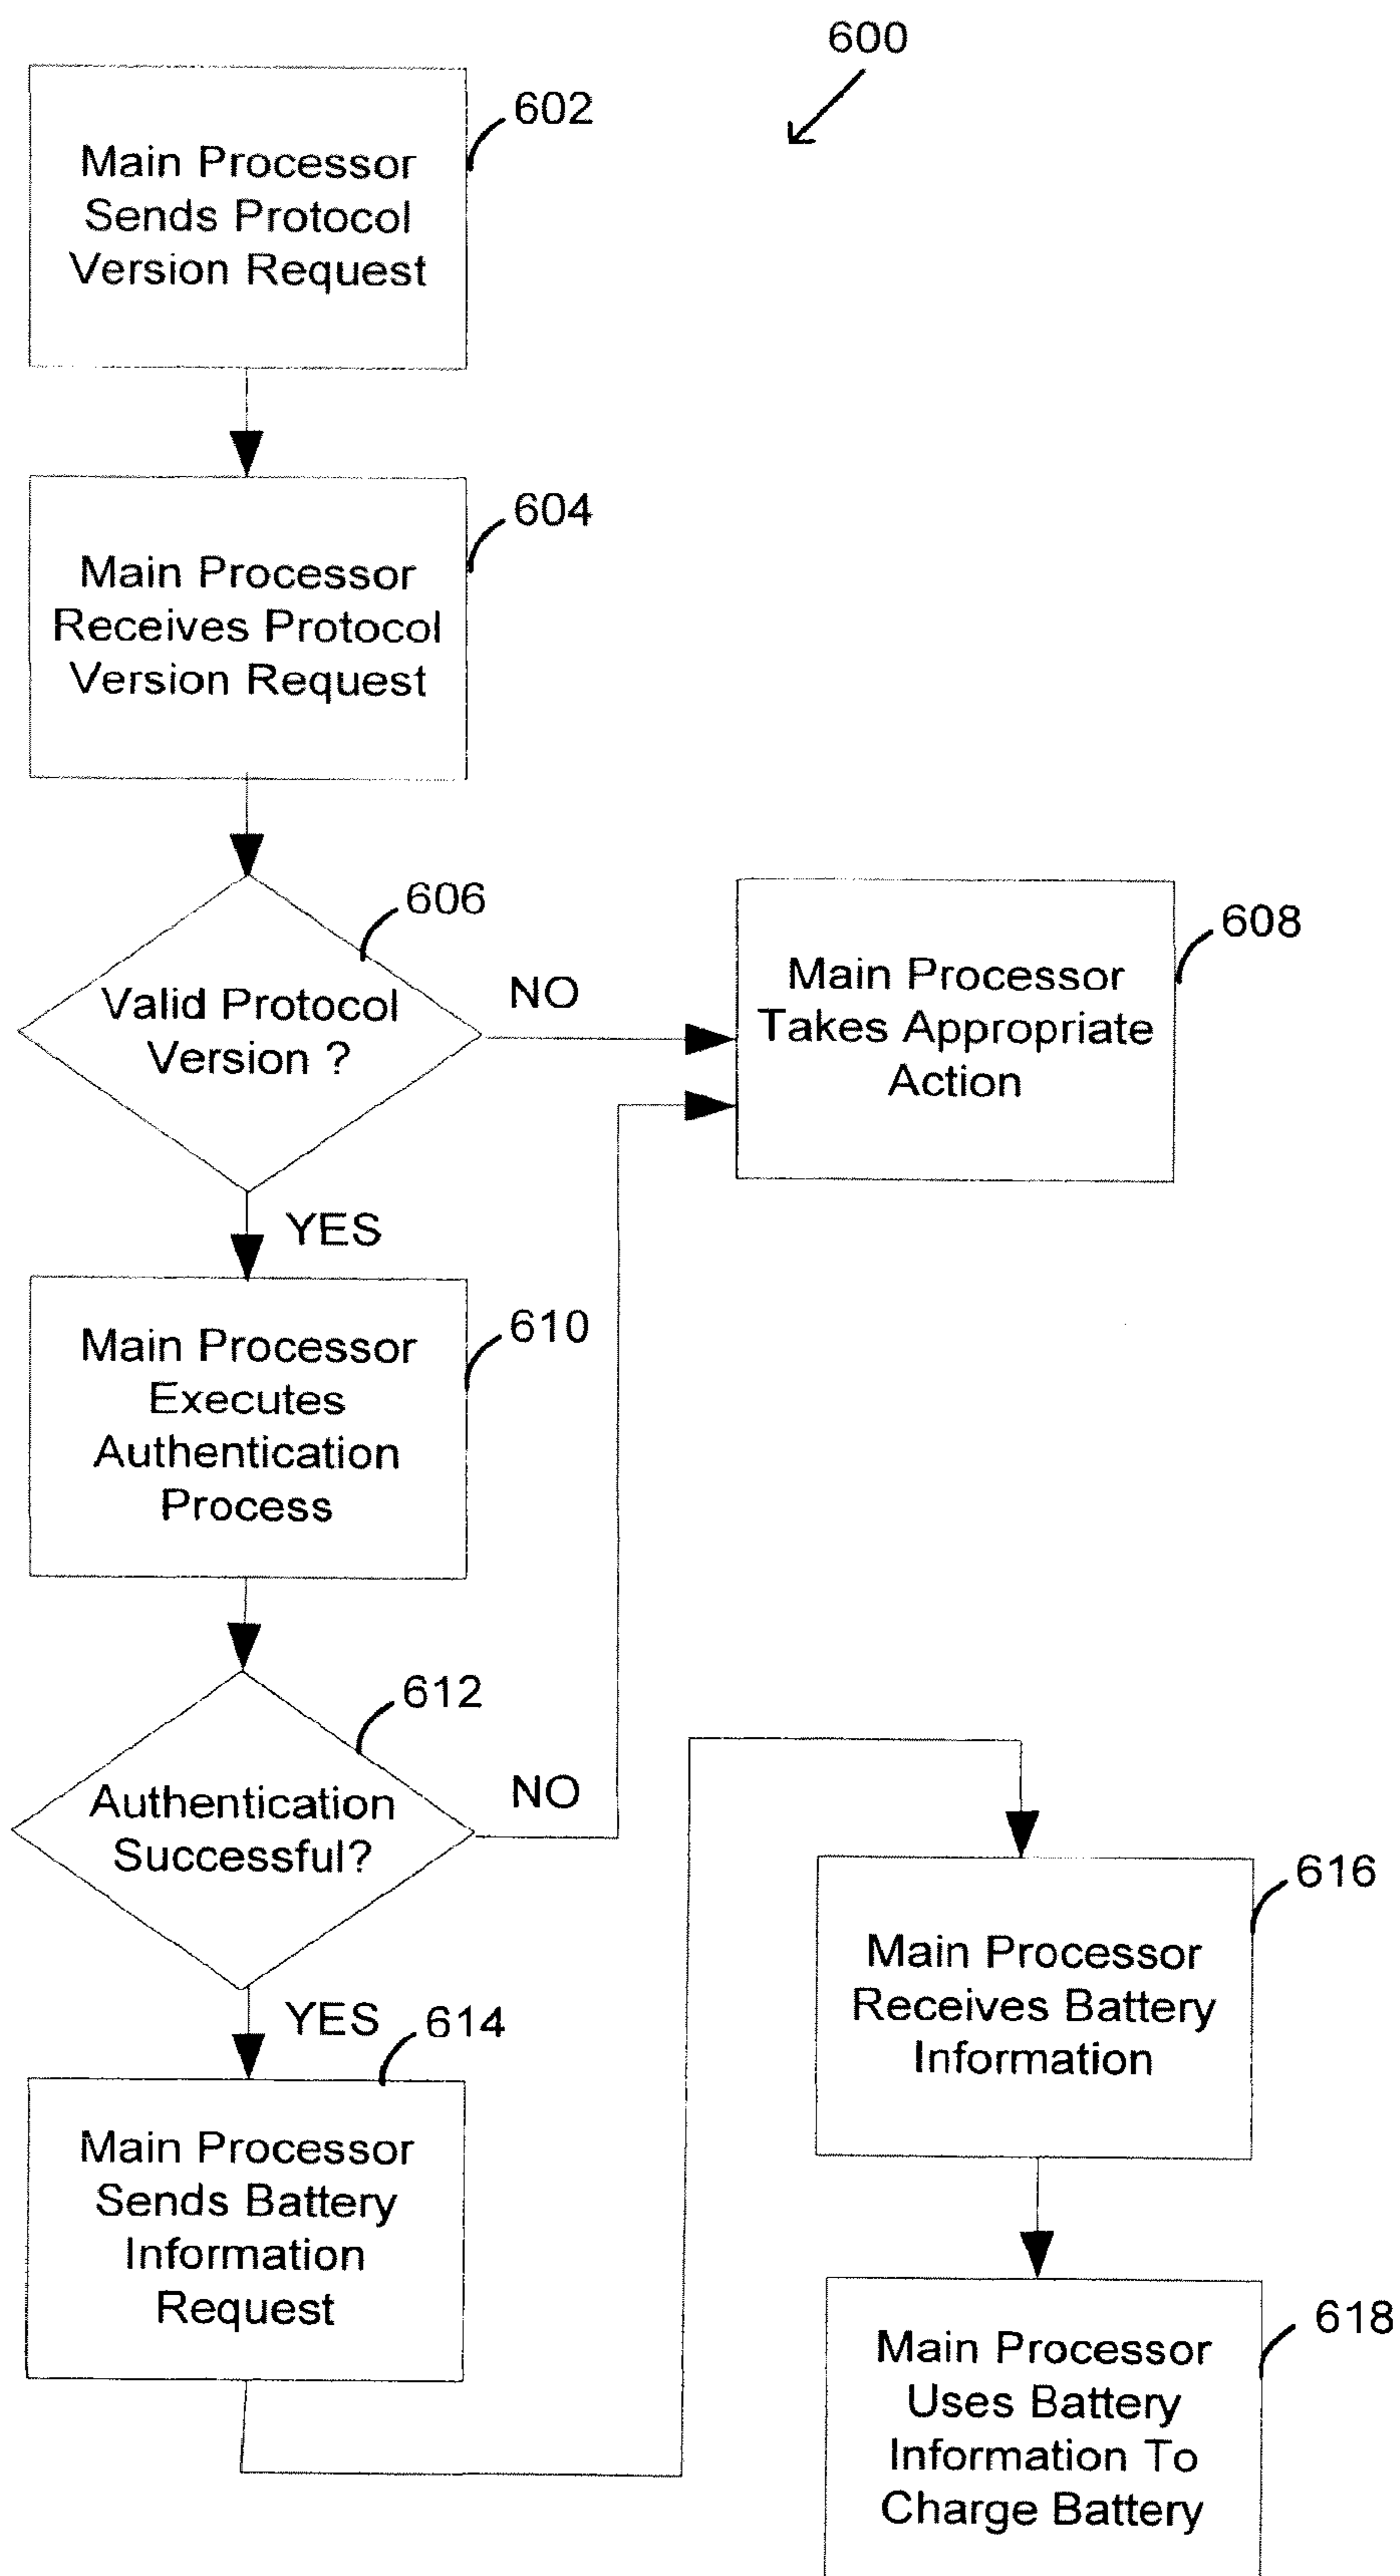 600
602
Main Processor
Sends Protocol
Version Request
604
Main Processor
Receives Protocol
Version Request
606
Valid Protocol
Version ?
NO
608
Main Processor
Takes Appropriate
Action
YES
610
Main Processor
Executes
Authentication
Process
612
Authentication
Successful?
NO
YES
614
Main Processor
Sends Battery
Information
Request
616
Main Processor
Receives Battery
Information
618
Main Processor
Uses Battery
Information To
Charge Battery